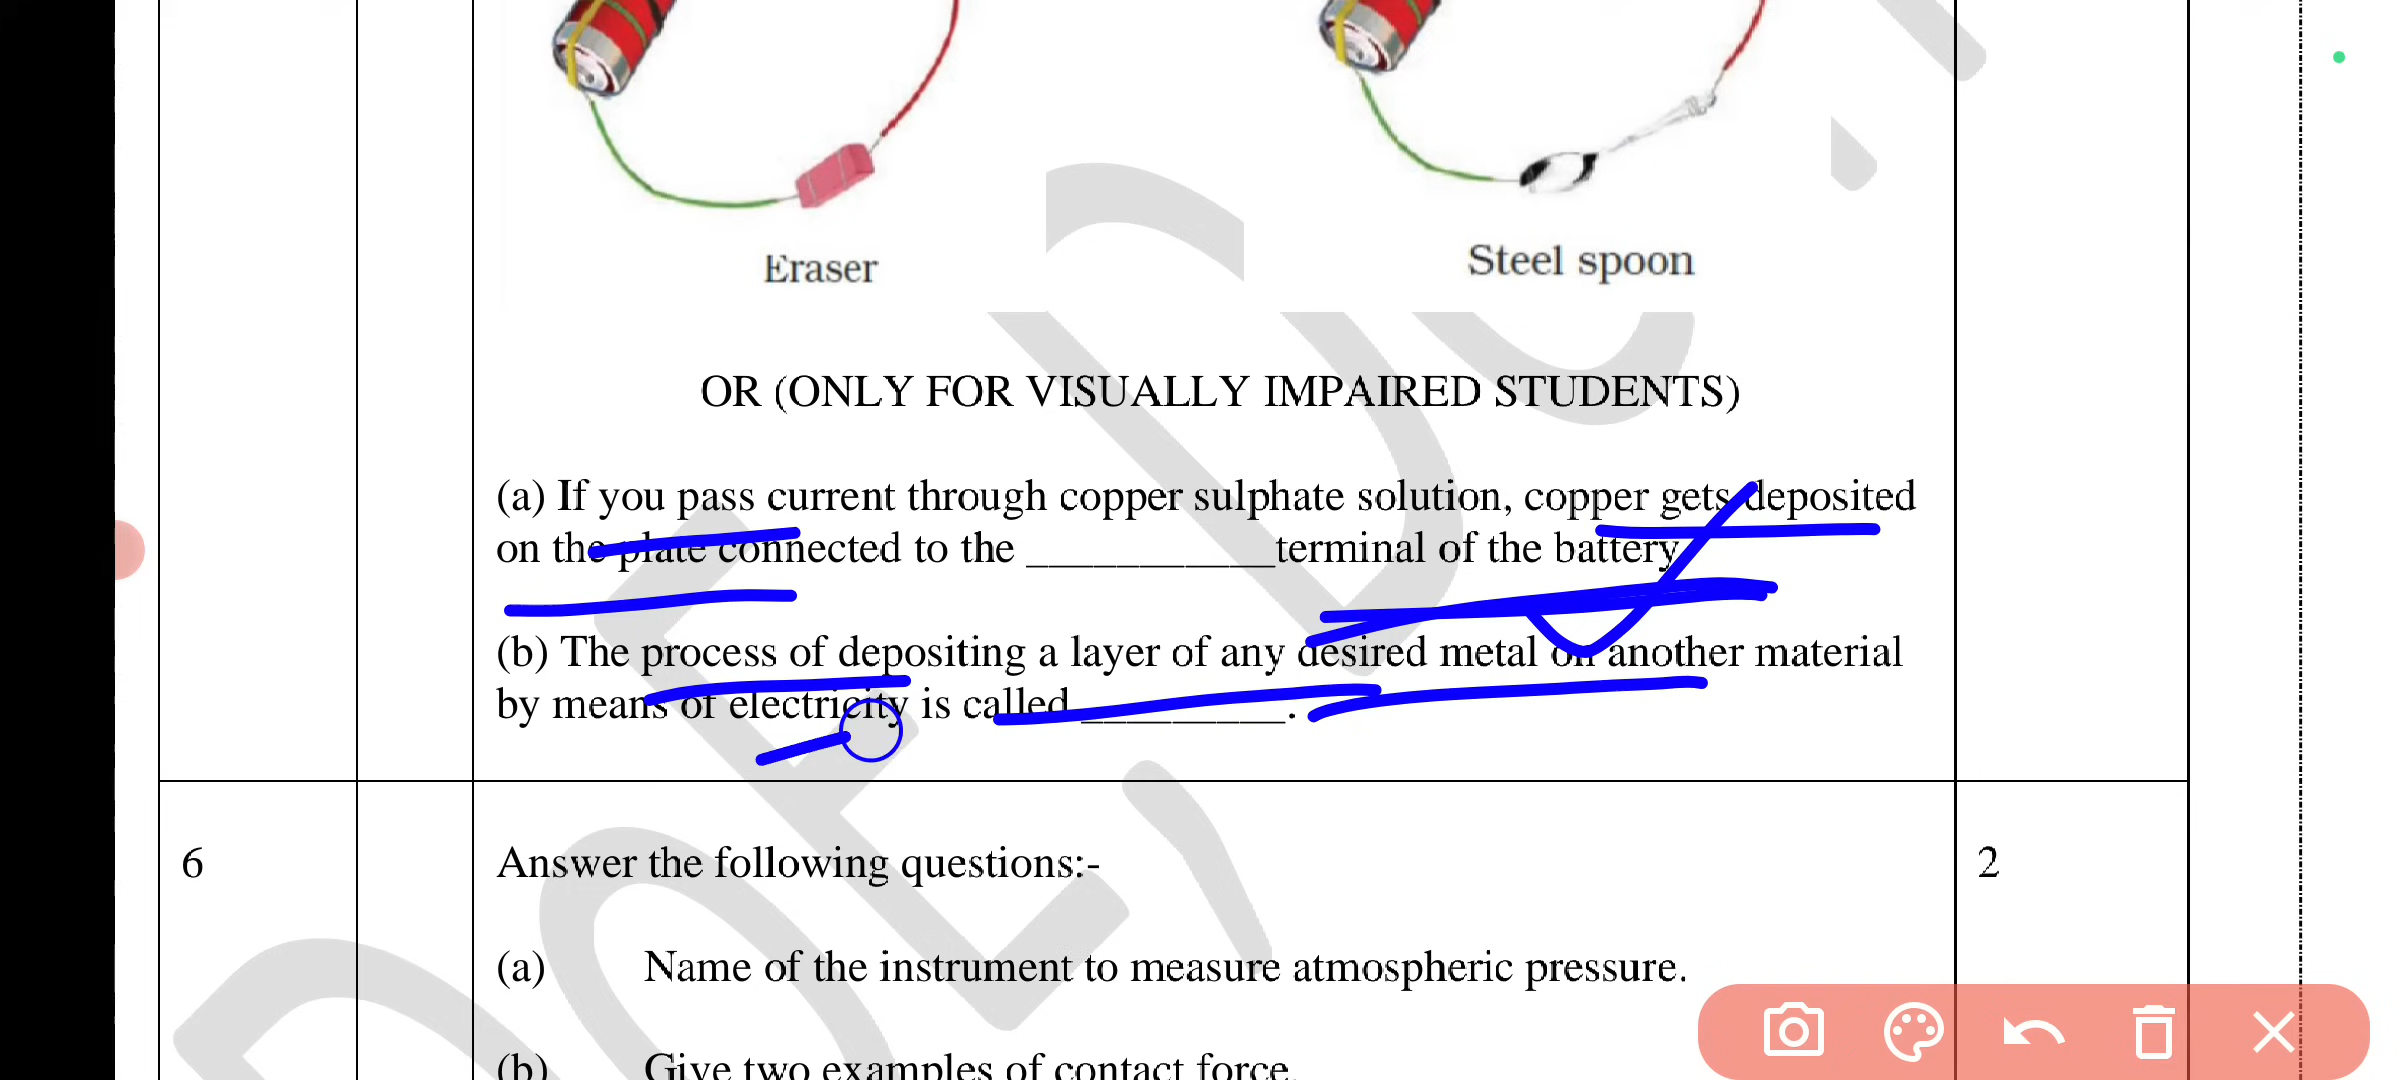 Eraser
Steel spoon
OR (ONLY FOR VISUALLY IMPAIRED STUDENTS)
(a) If you pass current through copper sulphate solution, copper gets deposited
on the plate connected to the ___________terminal of the battery
(b) The process of depositing a layer of any desired metal on another material
by means of electricity is called _________.
6
Answer the following questions:-
2
(a) Name of the instrument to measure atmospheric pressure.
(b) Give two examples of contact force.